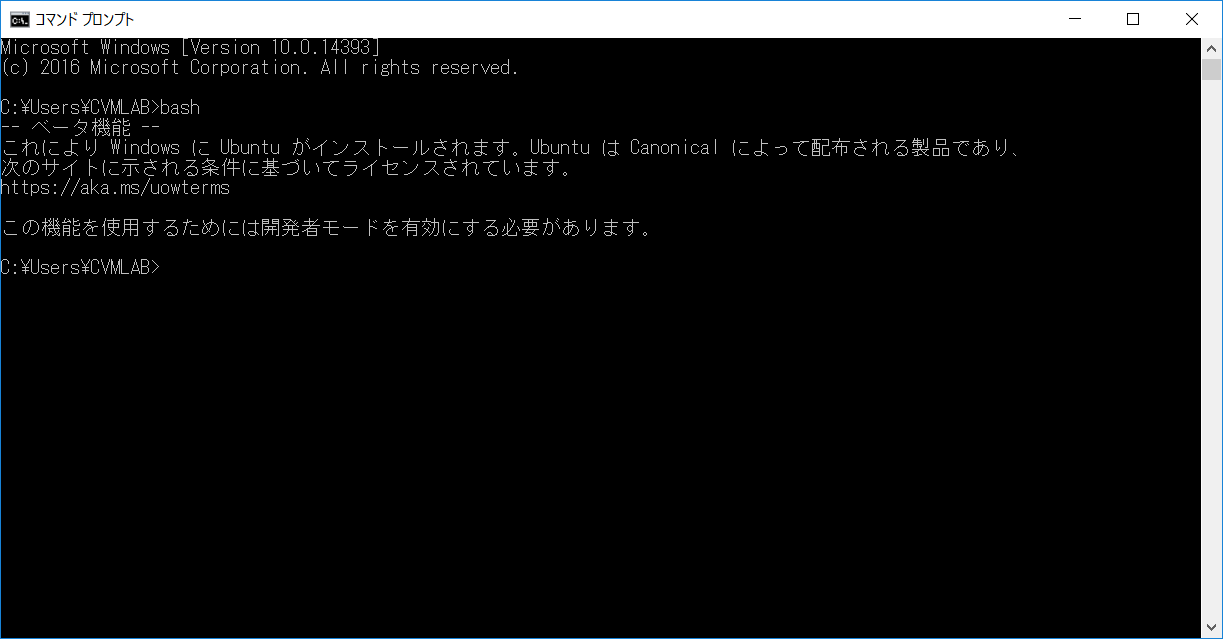 コマンド プロンプト
Microsoft Windows [Version 10.0.14393]
(c) 2016 Microsoft Corporation. All rights reserved.
C:¥Users¥CVMLAB>bash
-- ベータ機能 --
これにより Windows に Ubuntu がインストールされます。Ubuntu は Canonical によって配布される製品であり、
次のサイトに示される条件に基づいてライセンスされています。
https://aka.ms/uowterms
この機能を使用するためには開発者モードを有効にする必要があります。
C:¥Users¥CVMLAB>